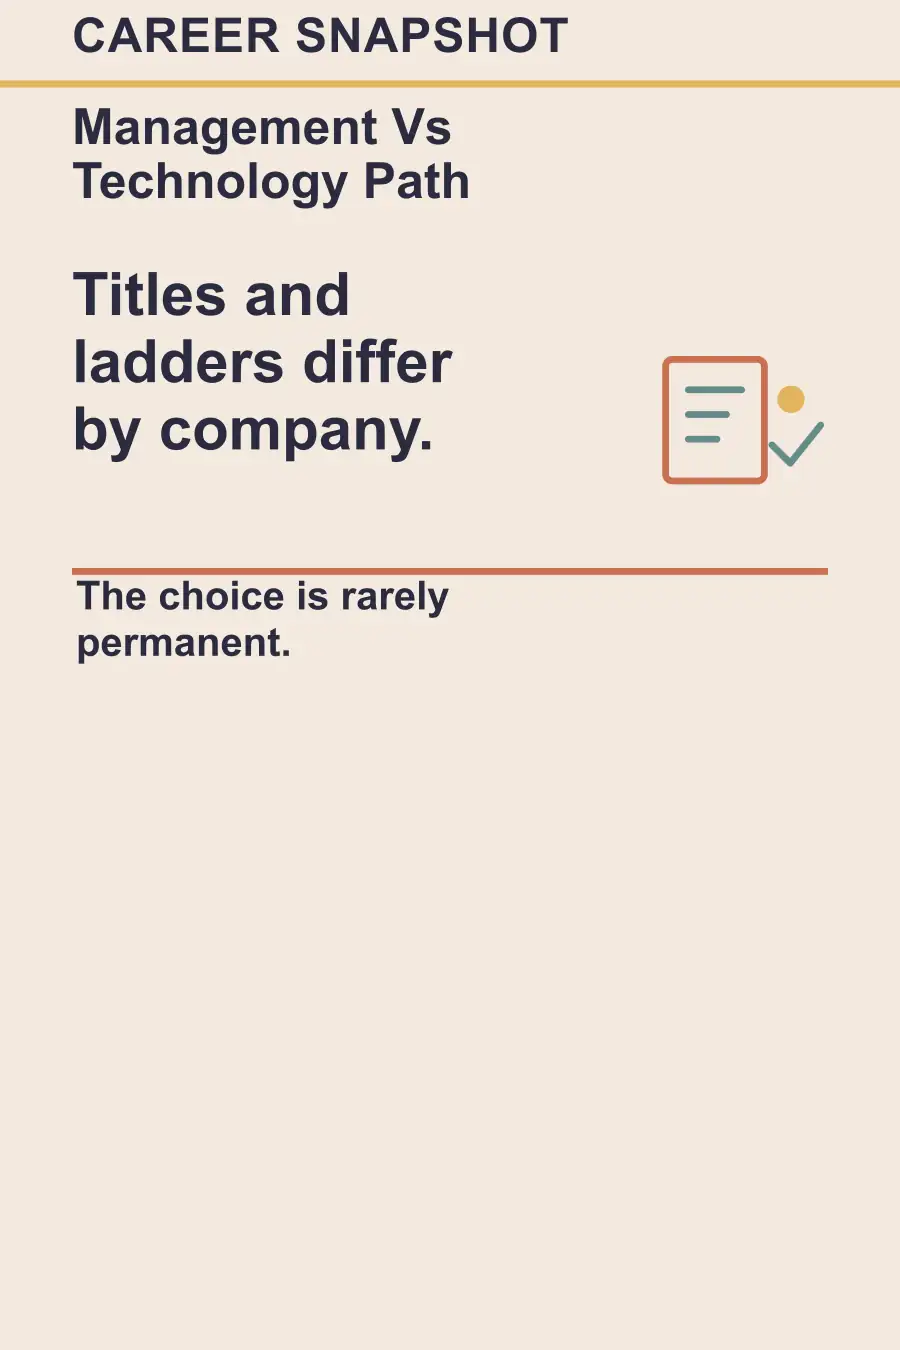 CAREER SNAPSHOT
Management Vs
Technology Path
Titles and
ladders differ
by company.
The choice is rarely
permanent.